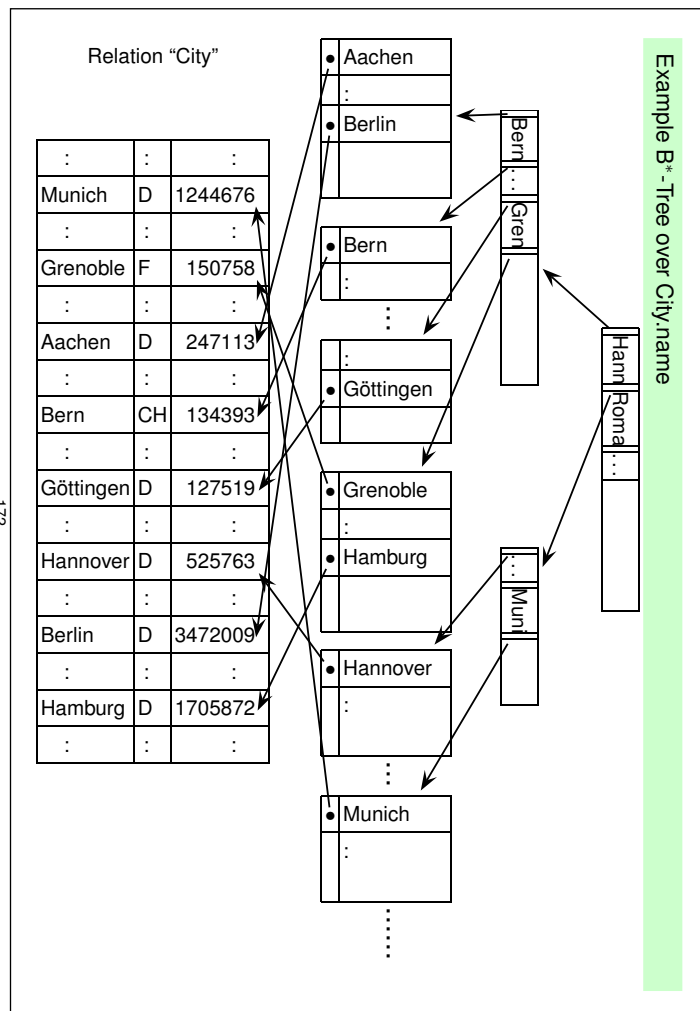 Example B*-Tree over City.name
Relation “City”
: : :
Munich D 1244676
: : :
Grenoble F 150758
: : :
Aachen D 247113
: : :
Bern CH 134393
: : :
Göttingen D 127519
: : :
Hannover D 525763
: : :
Berlin D 3472009
: : :
Hamburg D 1705872
: : :
• Aachen
:
• Berlin
• Bern
:
:
• Göttingen
• Grenoble
:
• Hamburg
• Hannover
:
• Munich
:
Bern ... Gren
... Muni
Hann Roma ...
172